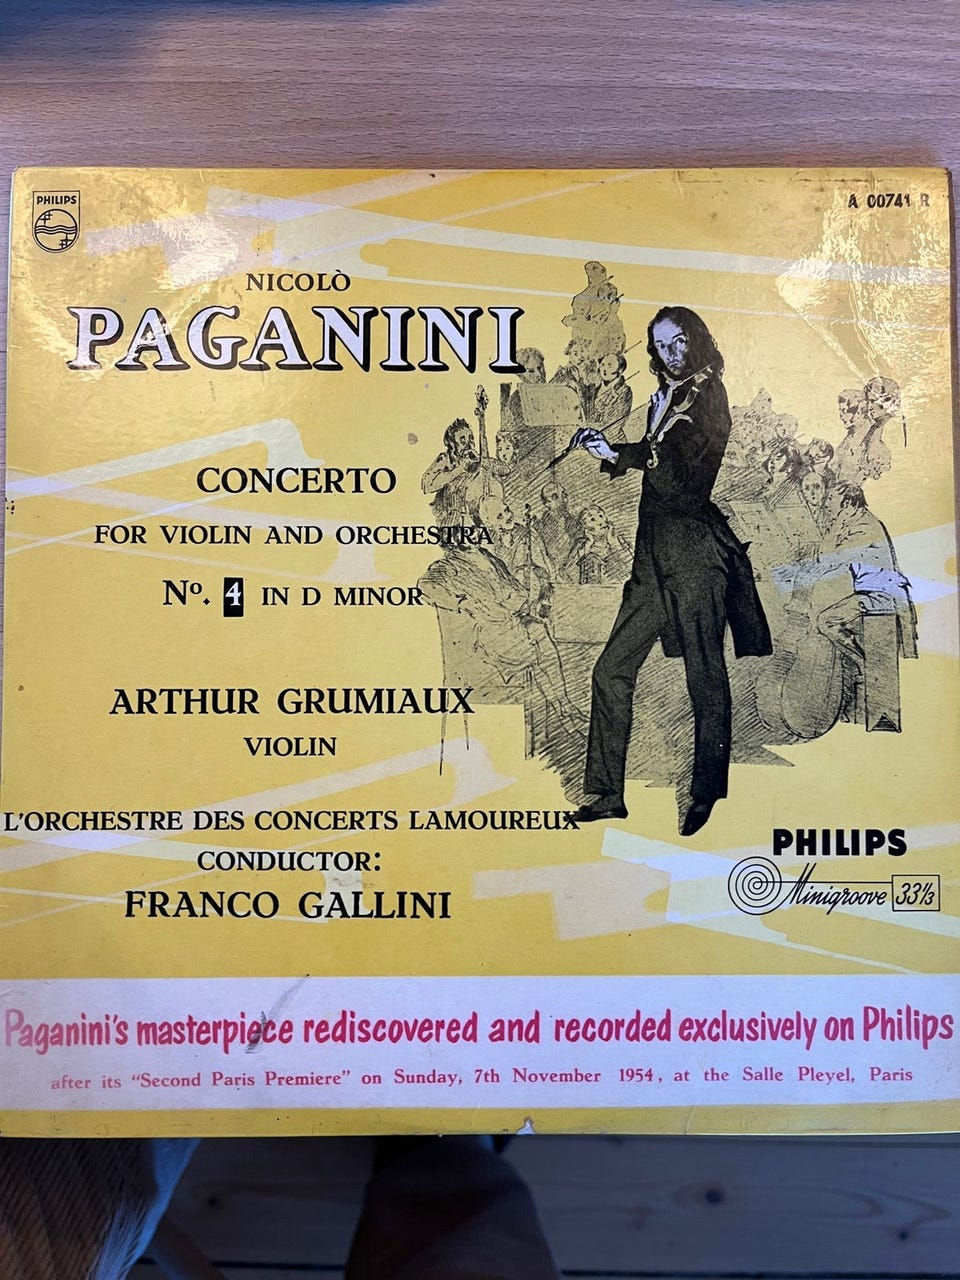 PHILIPS
A 00741 R
NICOLÒ
PAGANINI
CONCERTO
FOR VIOLIN AND ORCHESTRA
Nº. 4 IN D MINOR
ARTHUR GRUMIAUX
VIOLIN
L'ORCHESTRE DES CONCERTS LAMOUREUX
CONDUCTOR:
FRANCO GALLINI
PHILIPS
Minigroove 33⅓
Paganini's masterpiece rediscovered and recorded exclusively on Philips
after its "Second Paris Premiere" on Sunday, 7th November 1954, at the Salle Pleyel, Paris